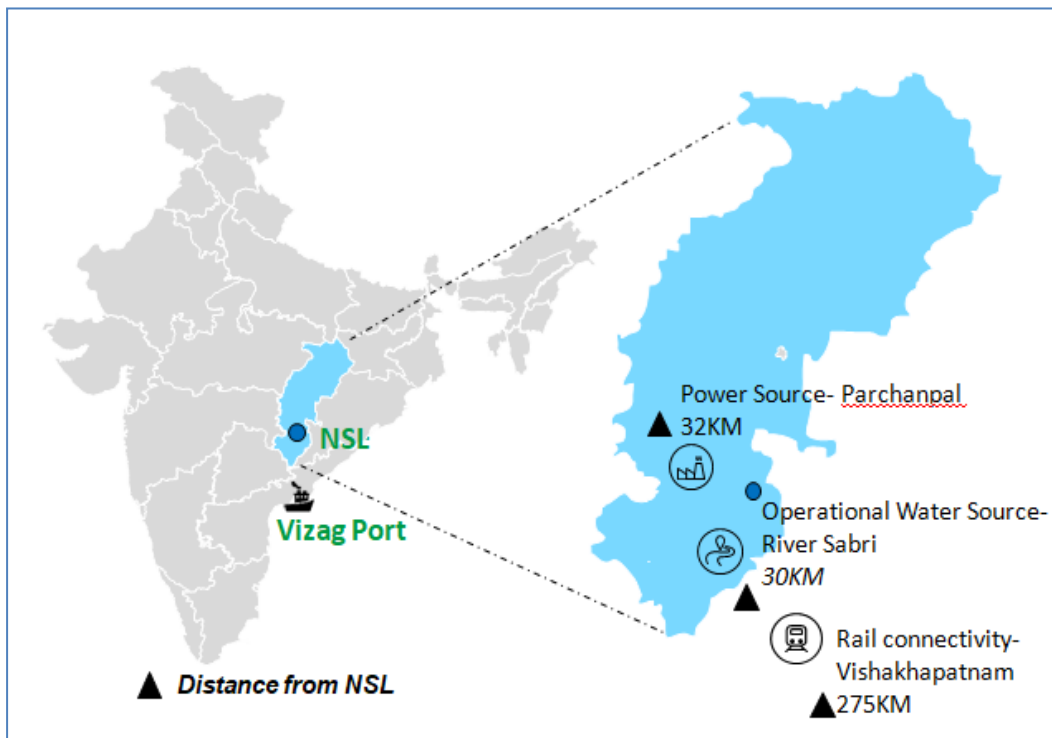 NSL
Vizag Port
▲ Distance from NSL
Power Source- Parchanpal
▲ 32KM
Operational Water Source-
River Sabri
30KM
Rail connectivity-
Vishakhapatnam
▲ 275KM